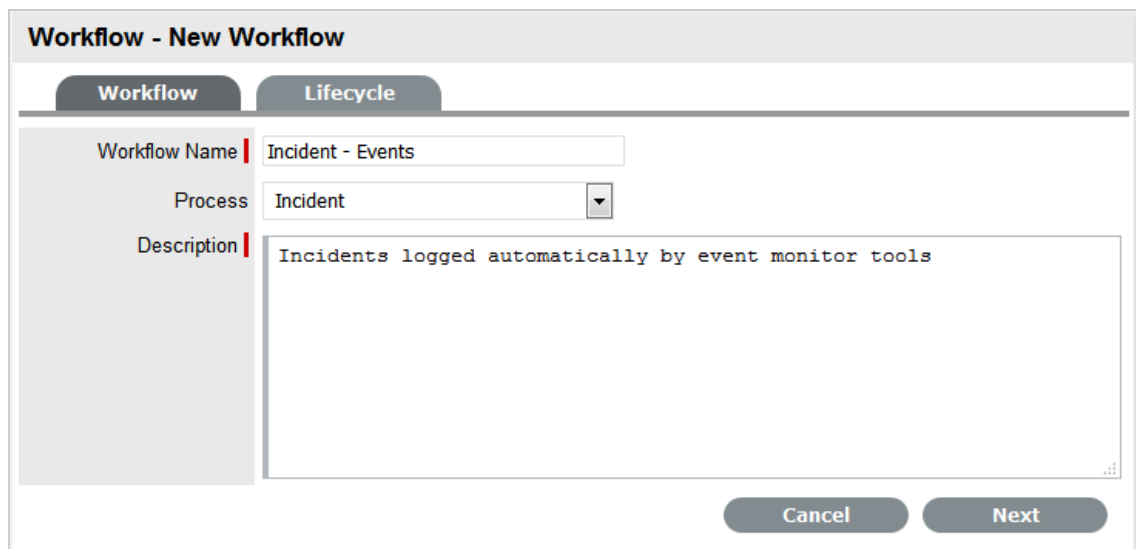 Workflow - New Workflow
Workflow Lifecycle
Workflow Name Incident - Events
Process Incident
Description Incidents logged automatically by event monitor tools
Cancel Next